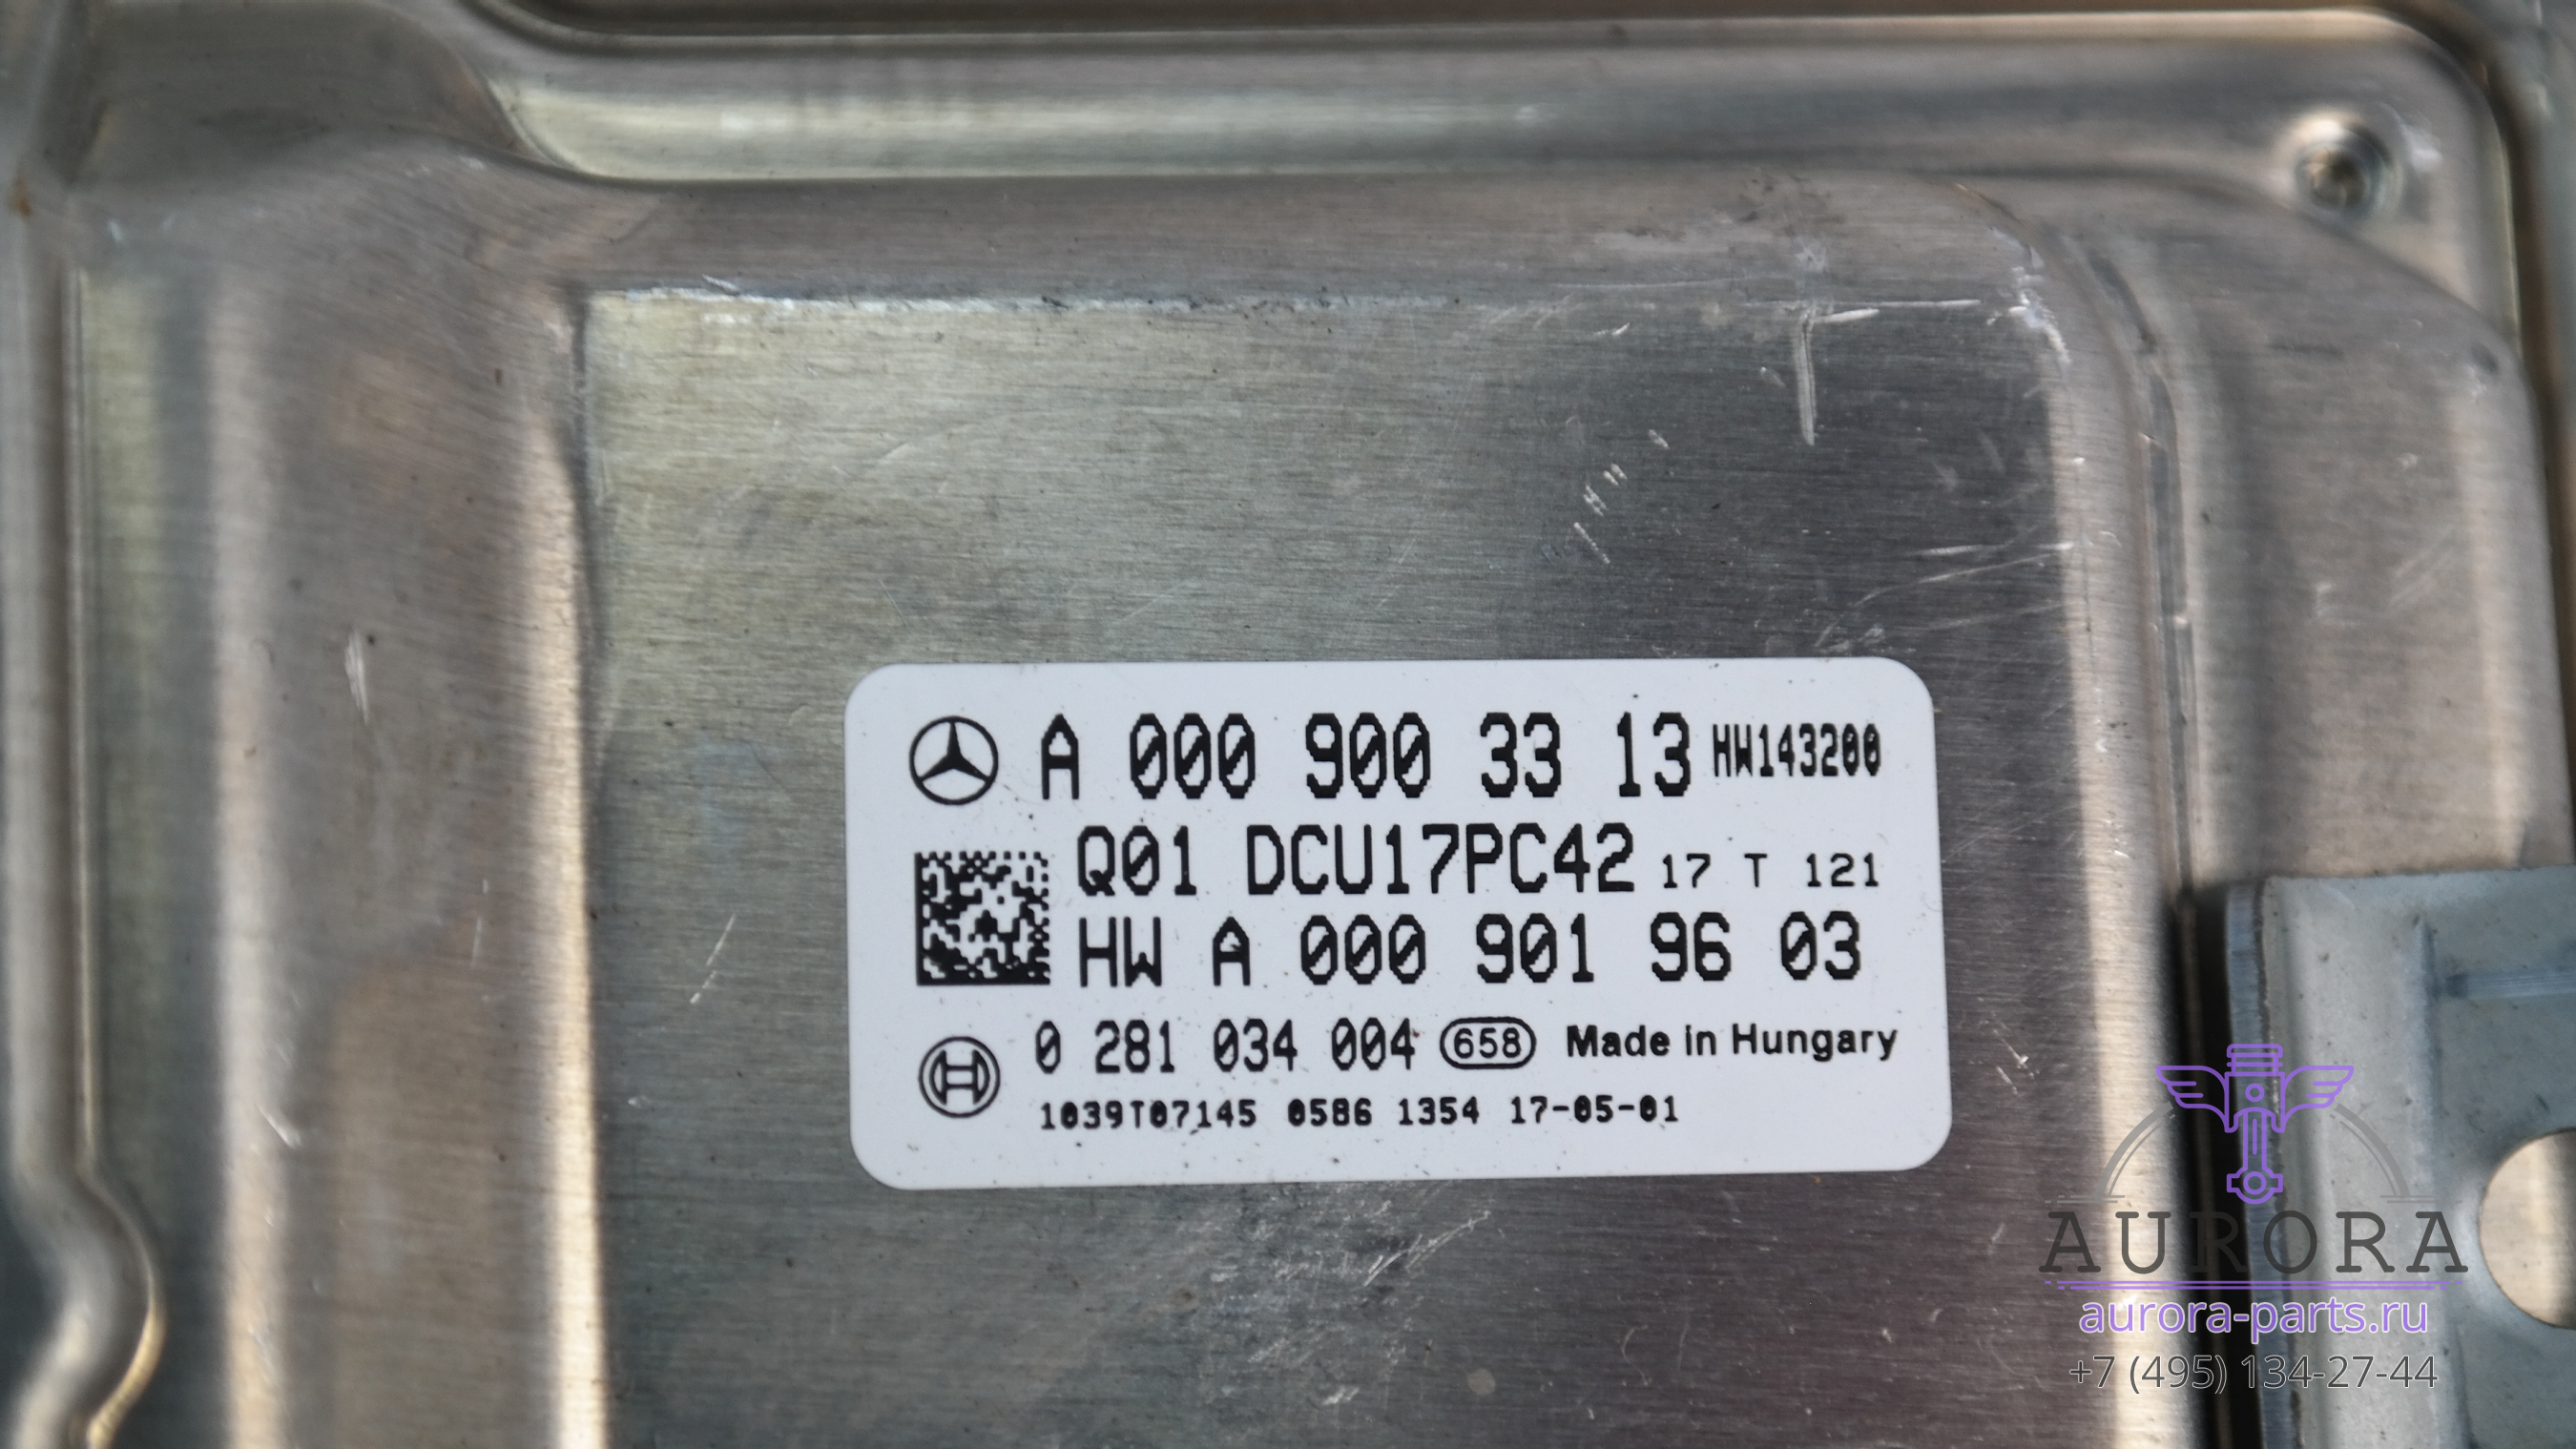 A 000 900 33 13 HW143200
Q01 DCU17PC42 17 T 121
HW A 000 901 96 03
0 281 034 004 658 Made in Hungary
1039T07145 0586 1354 17-05-01
AURORA
aurora-parts.ru
+7 (495) 134-27-44